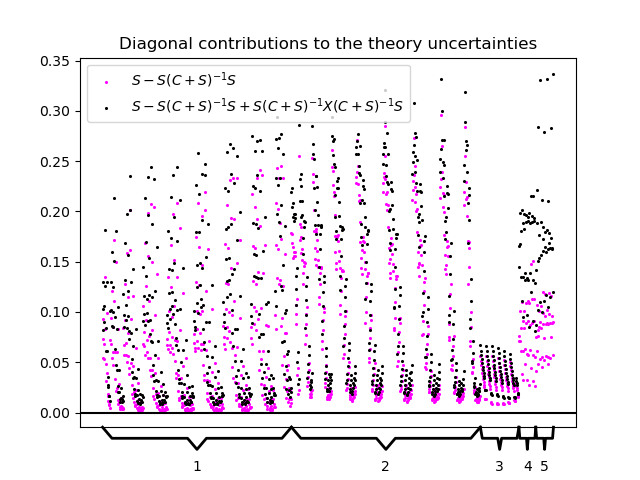 Diagonal contributions to the theory uncertainties
0.35
0.30
0.25
0.20
0.15
0.10
0.05
0.00
S − S(C + S)⁻¹S
S − S(C + S)⁻¹S + S(C + S)⁻¹X(C + S)⁻¹S
1 2 3 4 5